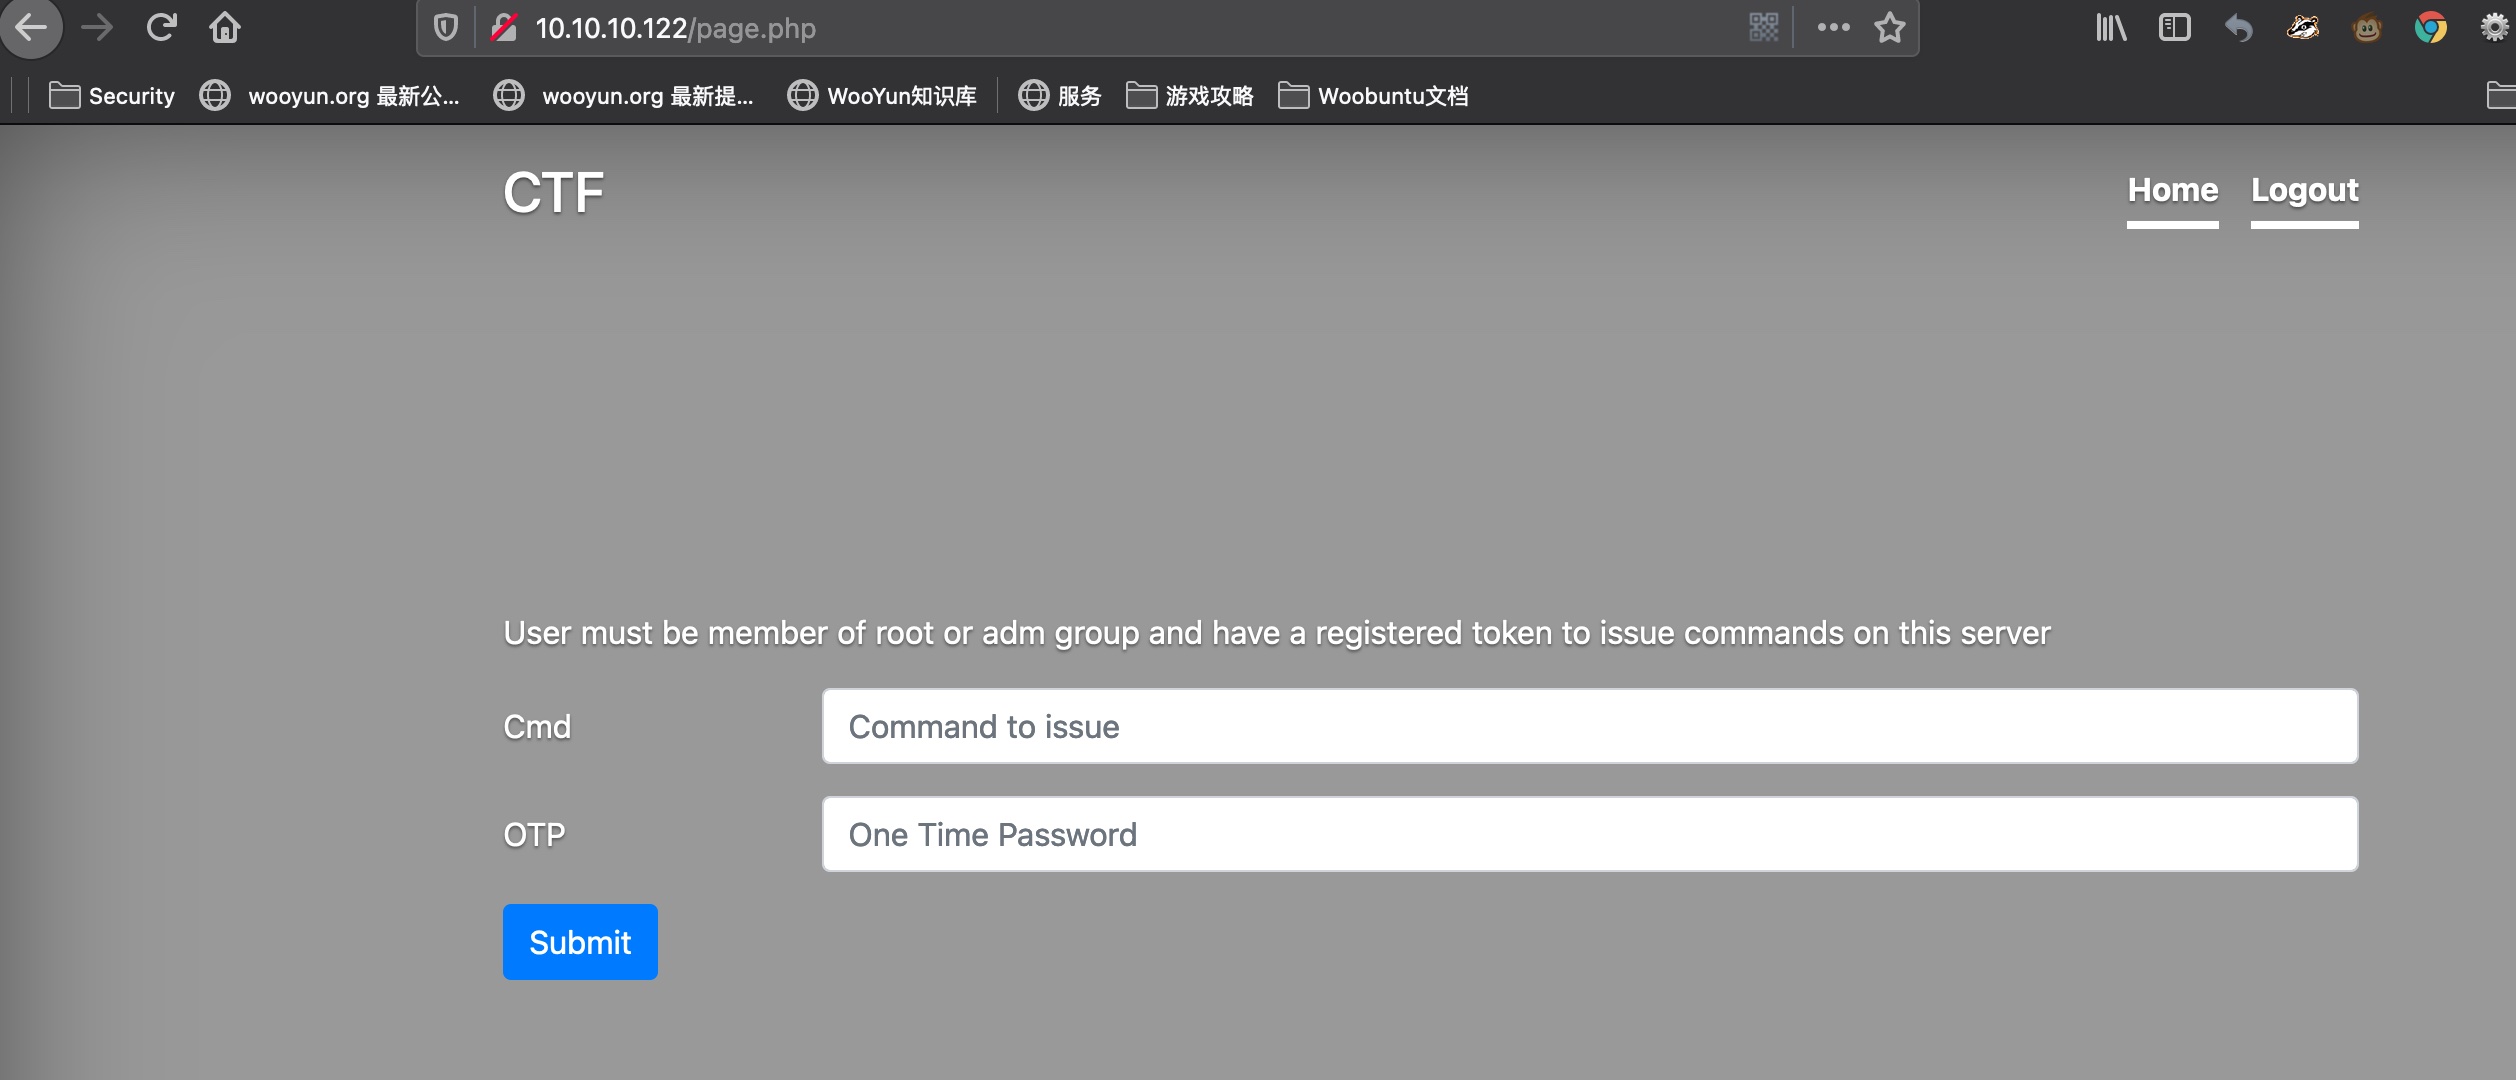 10.10.10.122/page.php
Security wooyun.org 最新公... wooyun.org 最新提... WooYun知识库 服务 游戏攻略 Woobuntu文档
CTF Home Logout
User must be member of root or adm group and have a registered token to issue commands on this server
Cmd Command to issue
OTP One Time Password
Submit